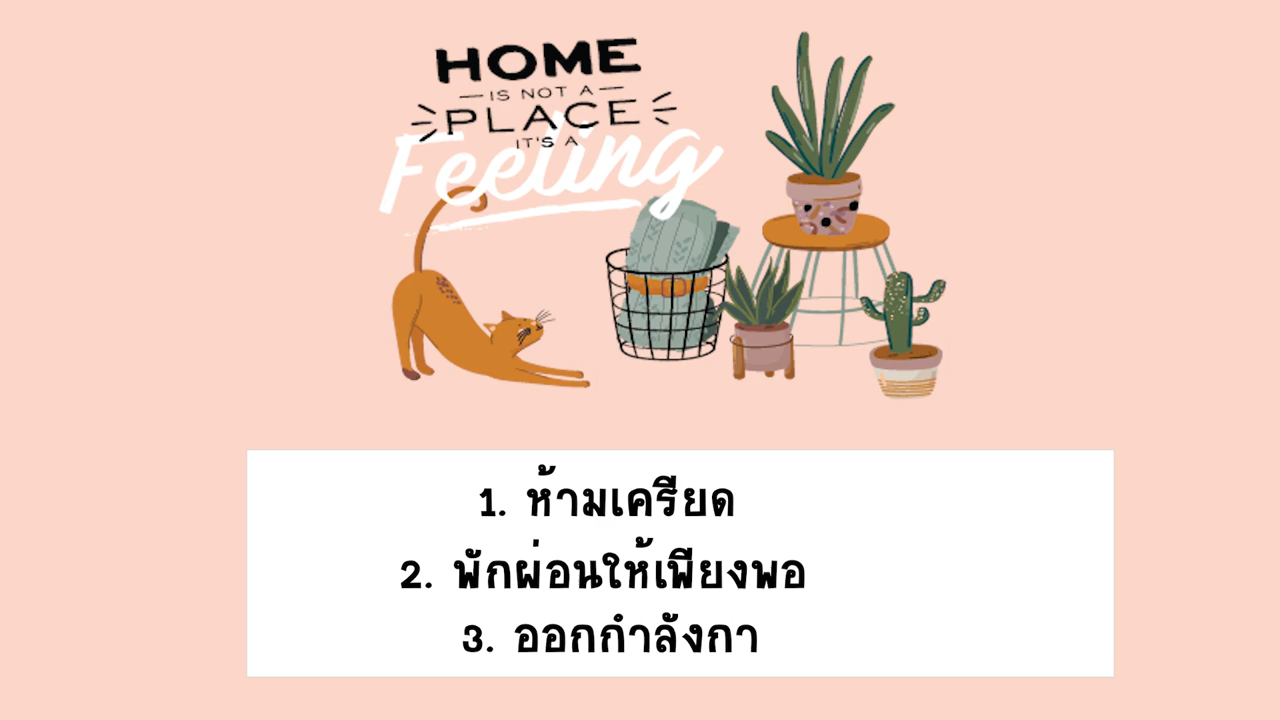 HOME
IS NOT A
PLACE
IT'S A
Feeling
1. ห้ามเครียด
2. พักผ่อนให้เพียงพอ
3. ออกกำลังกา